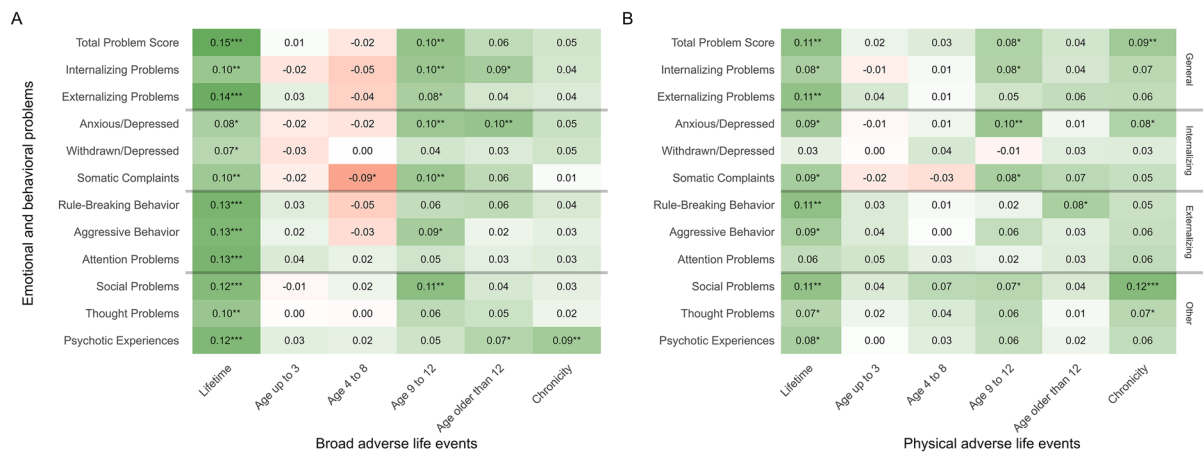 A
Emotional and behavioral problems
Total Problem Score 0.15*** 0.01 -0.02 0.10** 0.06 0.05
Internalizing Problems 0.10** -0.02 -0.05 0.10** 0.09* 0.04
Externalizing Problems 0.14*** 0.03 -0.04 0.08* 0.04 0.04
Anxious/Depressed 0.08* -0.02 -0.02 0.10** 0.10** 0.05
Withdrawn/Depressed 0.07* -0.03 0.00 0.04 0.03 0.05
Somatic Complaints 0.10** -0.02 -0.09* 0.10** 0.06 0.01
Rule-Breaking Behavior 0.13*** 0.03 -0.05 0.06 0.06 0.04
Aggressive Behavior 0.13*** 0.02 -0.03 0.09* 0.02 0.03
Attention Problems 0.13*** 0.04 0.02 0.05 0.03 0.03
Social Problems 0.12*** -0.01 0.02 0.11** 0.04 0.03
Thought Problems 0.10** 0.00 0.00 0.06 0.05 0.02
Psychotic Experiences 0.12*** 0.03 0.02 0.05 0.07* 0.09**
Lifetime Age up to 3 Age 4 to 8 Age 9 to 12 Age older than 12 Chronicity
Broad adverse life events
B
Total Problem Score 0.11** 0.02 0.03 0.08* 0.04 0.09**
Internalizing Problems 0.08* -0.01 0.01 0.08* 0.04 0.07
Externalizing Problems 0.11** 0.04 0.01 0.05 0.06 0.06
Anxious/Depressed 0.09* -0.01 0.01 0.10** 0.01 0.08*
Withdrawn/Depressed 0.03 0.00 0.04 -0.01 0.03 0.03
Somatic Complaints 0.09* -0.02 -0.03 0.08* 0.07 0.05
Rule-Breaking Behavior 0.11** 0.03 0.01 0.02 0.08* 0.05
Aggressive Behavior 0.09* 0.04 0.00 0.06 0.03 0.06
Attention Problems 0.06 0.05 0.03 0.02 0.03 0.06
Social Problems 0.11** 0.04 0.07 0.07* 0.04 0.12***
Thought Problems 0.07* 0.02 0.04 0.06 0.01 0.07*
Psychotic Experiences 0.08* 0.00 0.03 0.06 0.02 0.06
General
Internalizing
Externalizing
Other
Lifetime Age up to 3 Age 4 to 8 Age 9 to 12 Age older than 12 Chronicity
Physical adverse life events